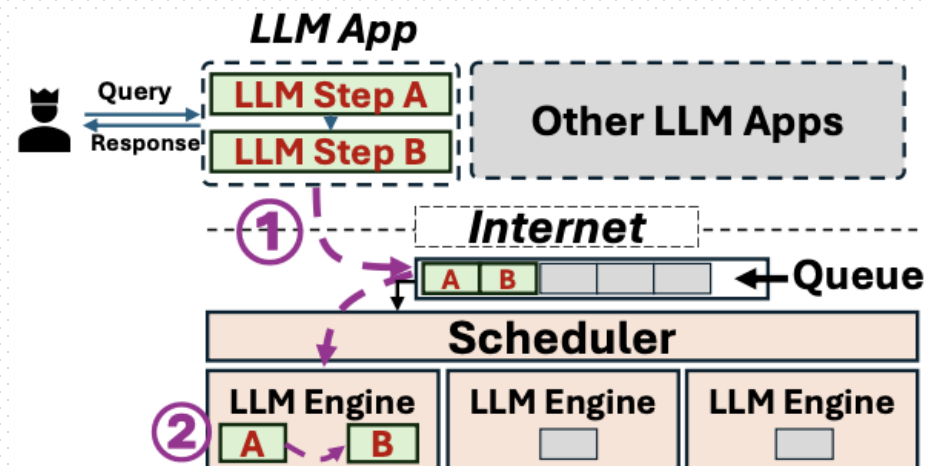 LLM App
Query
Response
LLM Step A
LLM Step B
Other LLM Apps
1
Internet
A B
Queue
Scheduler
LLM Engine
LLM Engine
LLM Engine
2
A B